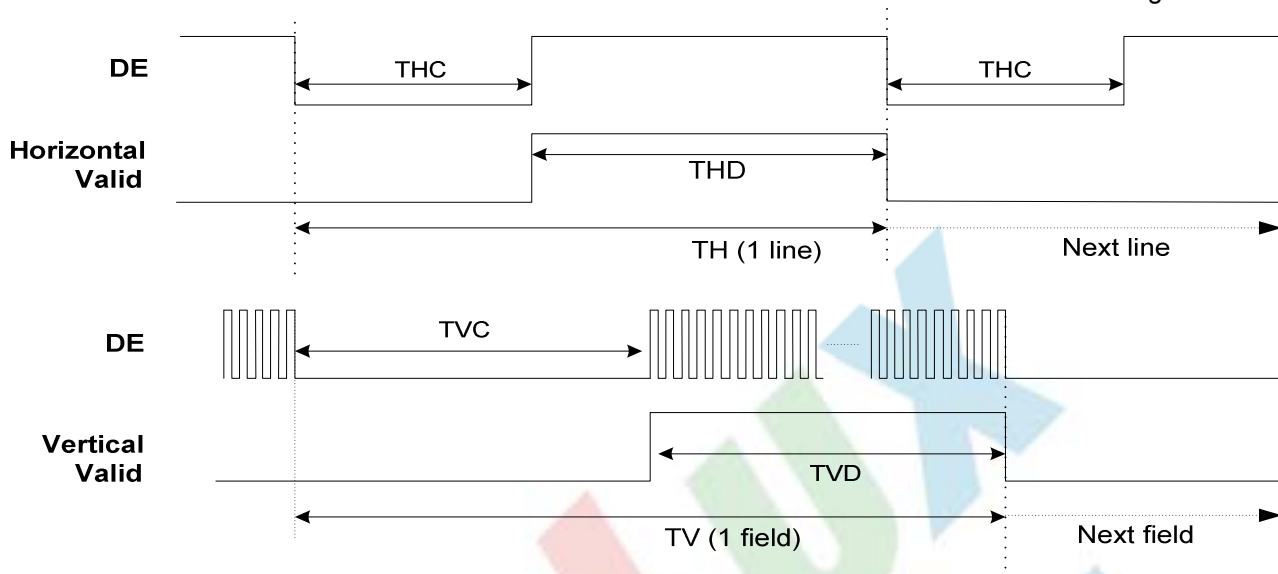 DE
THC
THC
Horizontal
Valid
THD
TH (1 line)
Next line
DE
TVC
Vertical
Valid
TVD
TV (1 field)
Next field